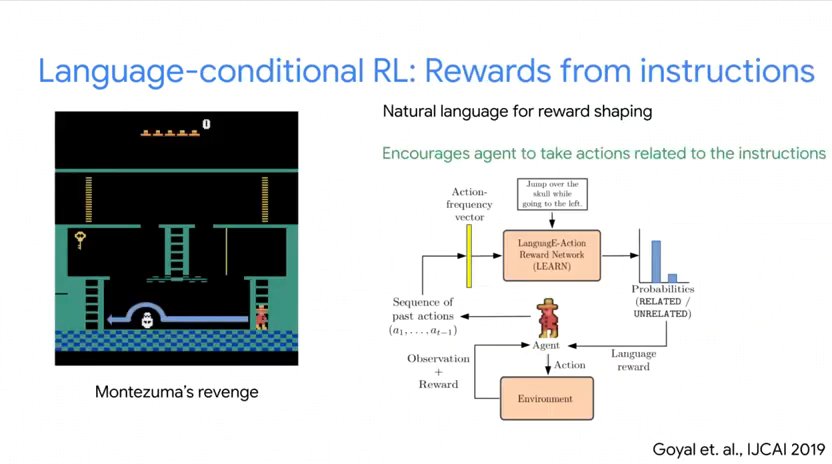 Language-conditional RL: Rewards from instructions
0
Montezuma's revenge
Natural language for reward shaping
Encourages agent to take actions related to the instructions
Action-
frequency
vector
Jump over the
skull while
going to the left.
LanguagE-Action
Reward Network
(LEARN)
Probabilities
(RELATED /
UNRELATED)
Sequence of
past actions
(a₁, . . . , aₜ₋₁)
Agent
Observation
+
Reward
Action
Language
reward
Environment
Goyal et. al., IJCAI 2019